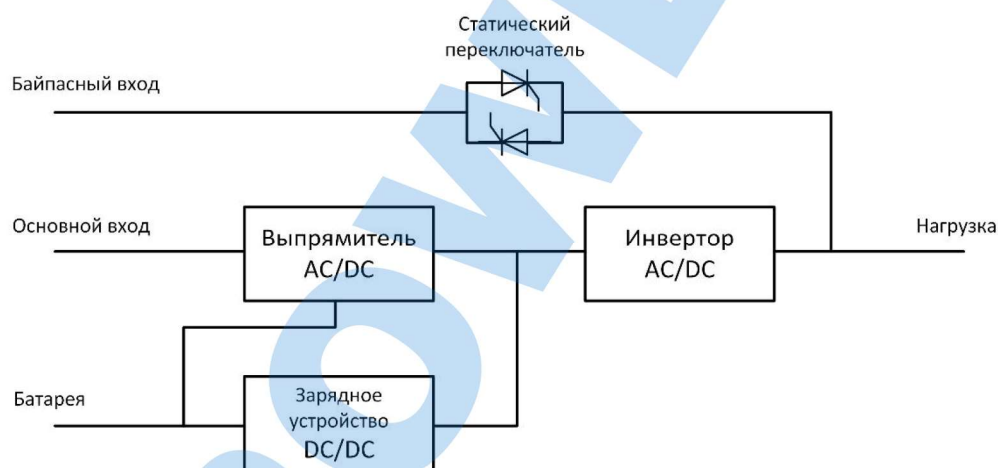 Статический
переключатель
Байпасный вход
Основной вход
Выпрямитель
AC/DC
Инвертор
AC/DC
Нагрузка
Батарея
Зарядное
устройство
DC/DC